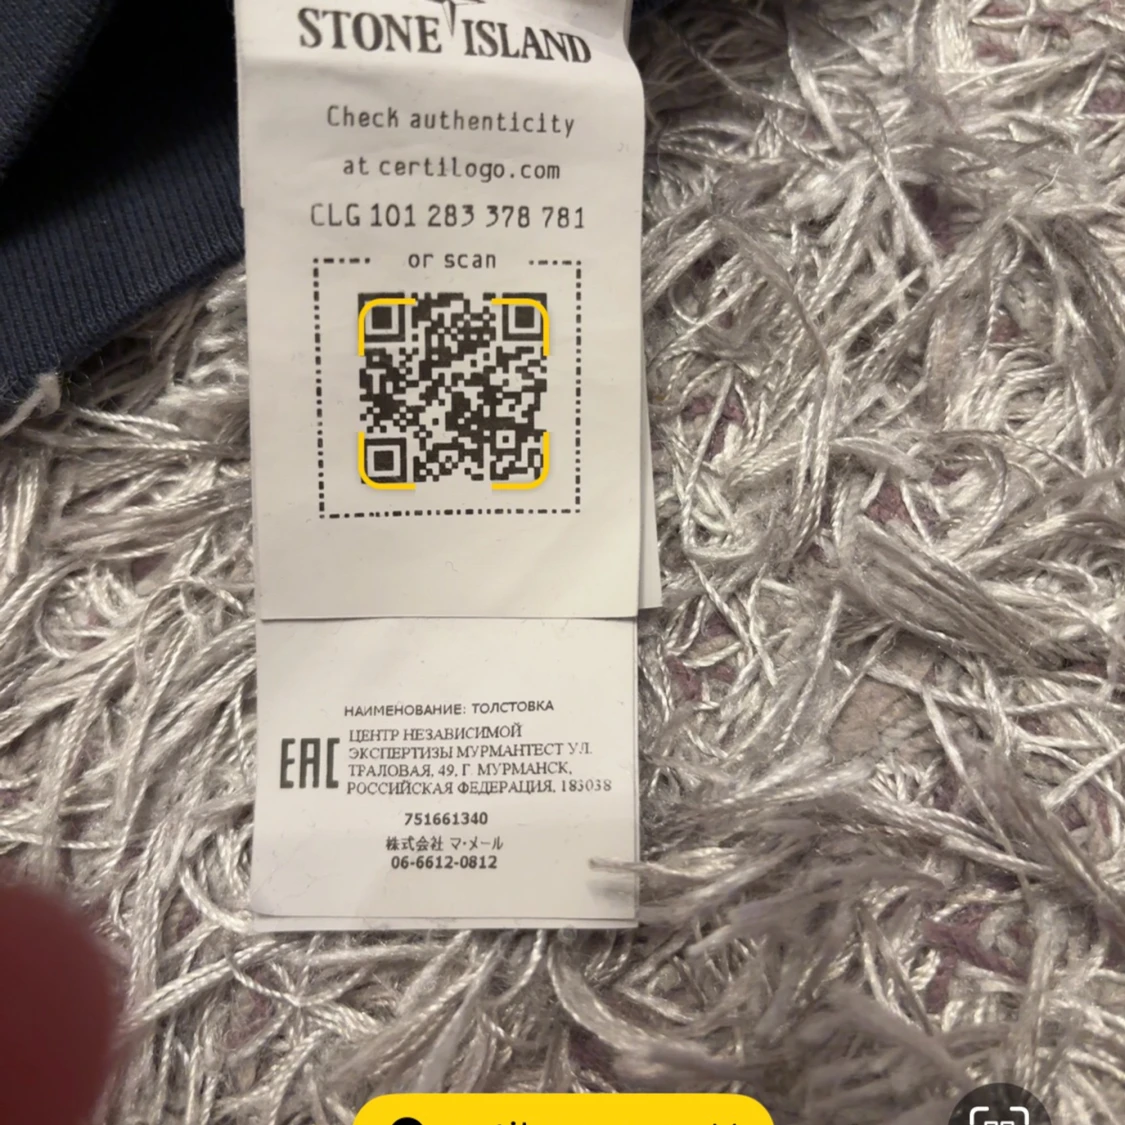 STONE ISLAND
Check authenticity
at certilogo.com
CLG 101 283 378 781
or scan
НАИМЕНОВАНИЕ: ТОЛСТОВКА
EAC
ЦЕНТР НЕЗАВИСИМОЙ
ЭКСПЕРТИЗЫ МУРМАНТЕСТ УЛ.
ТРАЛОВАЯ, 49, Г. МУРМАНСК,
РОССИЙСКАЯ ФЕДЕРАЦИЯ, 183038
751661340
株式会社 マ・メール
06-6612-0812